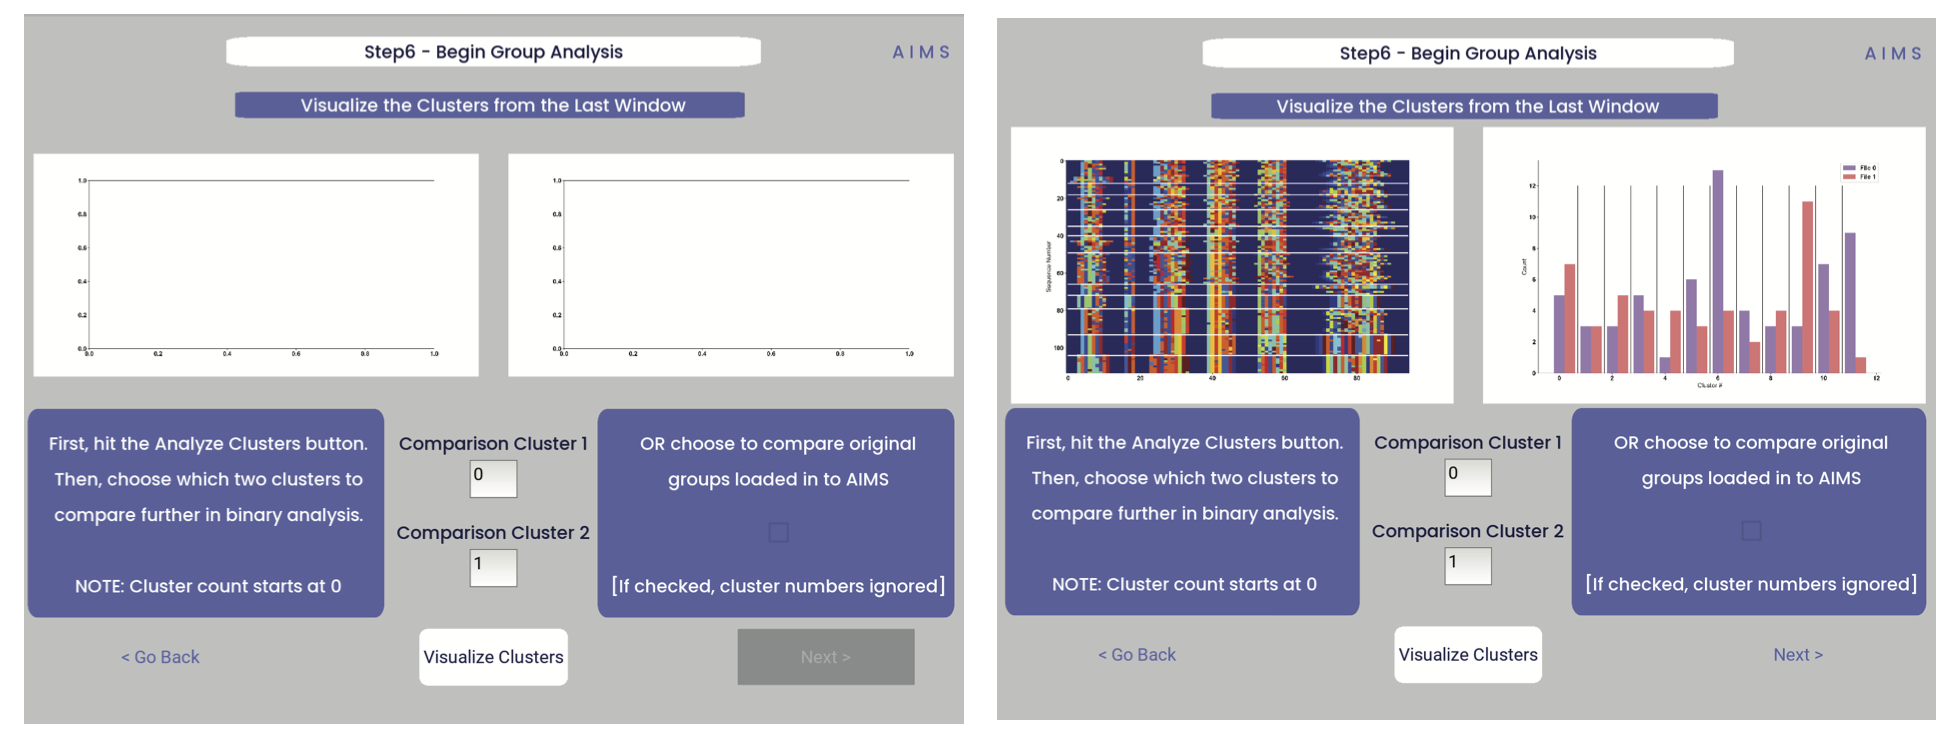 Step6 - Begin Group Analysis
AIMS
Visualize the Clusters from the Last Window
1.0
0.8
0.6
0.4
0.2
0.0
0.0 0.2 0.4 0.6 0.8 1.0
1.0
0.8
0.6
0.4
0.2
0.0
0.0 0.2 0.4 0.6 0.8 1.0
First, hit the Analyze Clusters button.
Then, choose which two clusters to
compare further in binary analysis.
NOTE: Cluster count starts at 0
Comparison Cluster 1
0
Comparison Cluster 2
1
OR choose to compare original
groups loaded in to AIMS
[If checked, cluster numbers ignored]
< Go Back
Visualize Clusters
Next >
Step6 - Begin Group Analysis
AIMS
Visualize the Clusters from the Last Window
Sequence Number
0
20
40
60
80
100
0 20 40 60 80
File 0
File 1
Count
12
10
8
6
4
2
0
0 2 4 6 8 10 12
Cluster #
First, hit the Analyze Clusters button.
Then, choose which two clusters to
compare further in binary analysis.
NOTE: Cluster count starts at 0
Comparison Cluster 1
0
Comparison Cluster 2
1
OR choose to compare original
groups loaded in to AIMS
[If checked, cluster numbers ignored]
< Go Back
Visualize Clusters
Next >